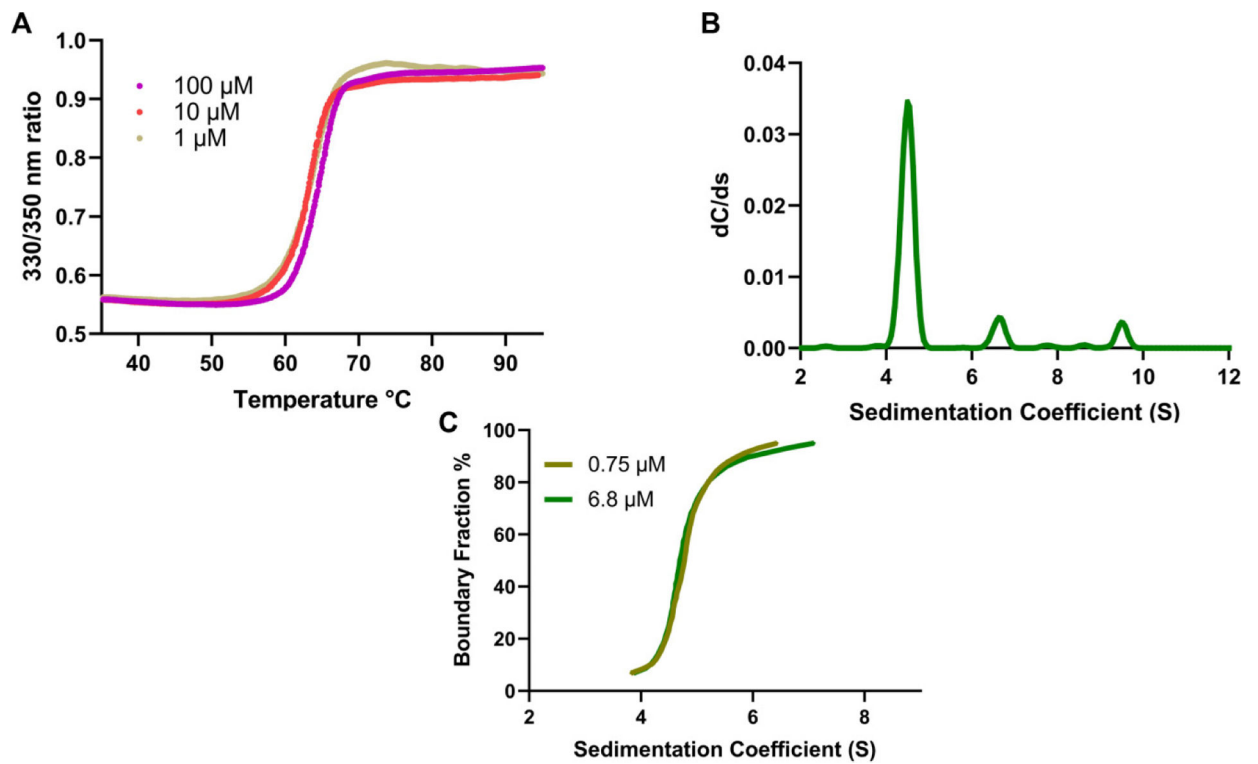 A
330/350 nm ratio
1.0
0.9
0.8
0.7
0.6
0.5
100 µM
10 µM
1 µM
40 50 60 70 80 90
Temperature °C
B
dC/ds
0.04
0.03
0.02
0.01
0.00
2 4 6 8 10 12
Sedimentation Coefficient (S)
C
Boundary Fraction %
100
80
60
40
20
0
0.75 µM
6.8 µM
2 4 6 8
Sedimentation Coefficient (S)